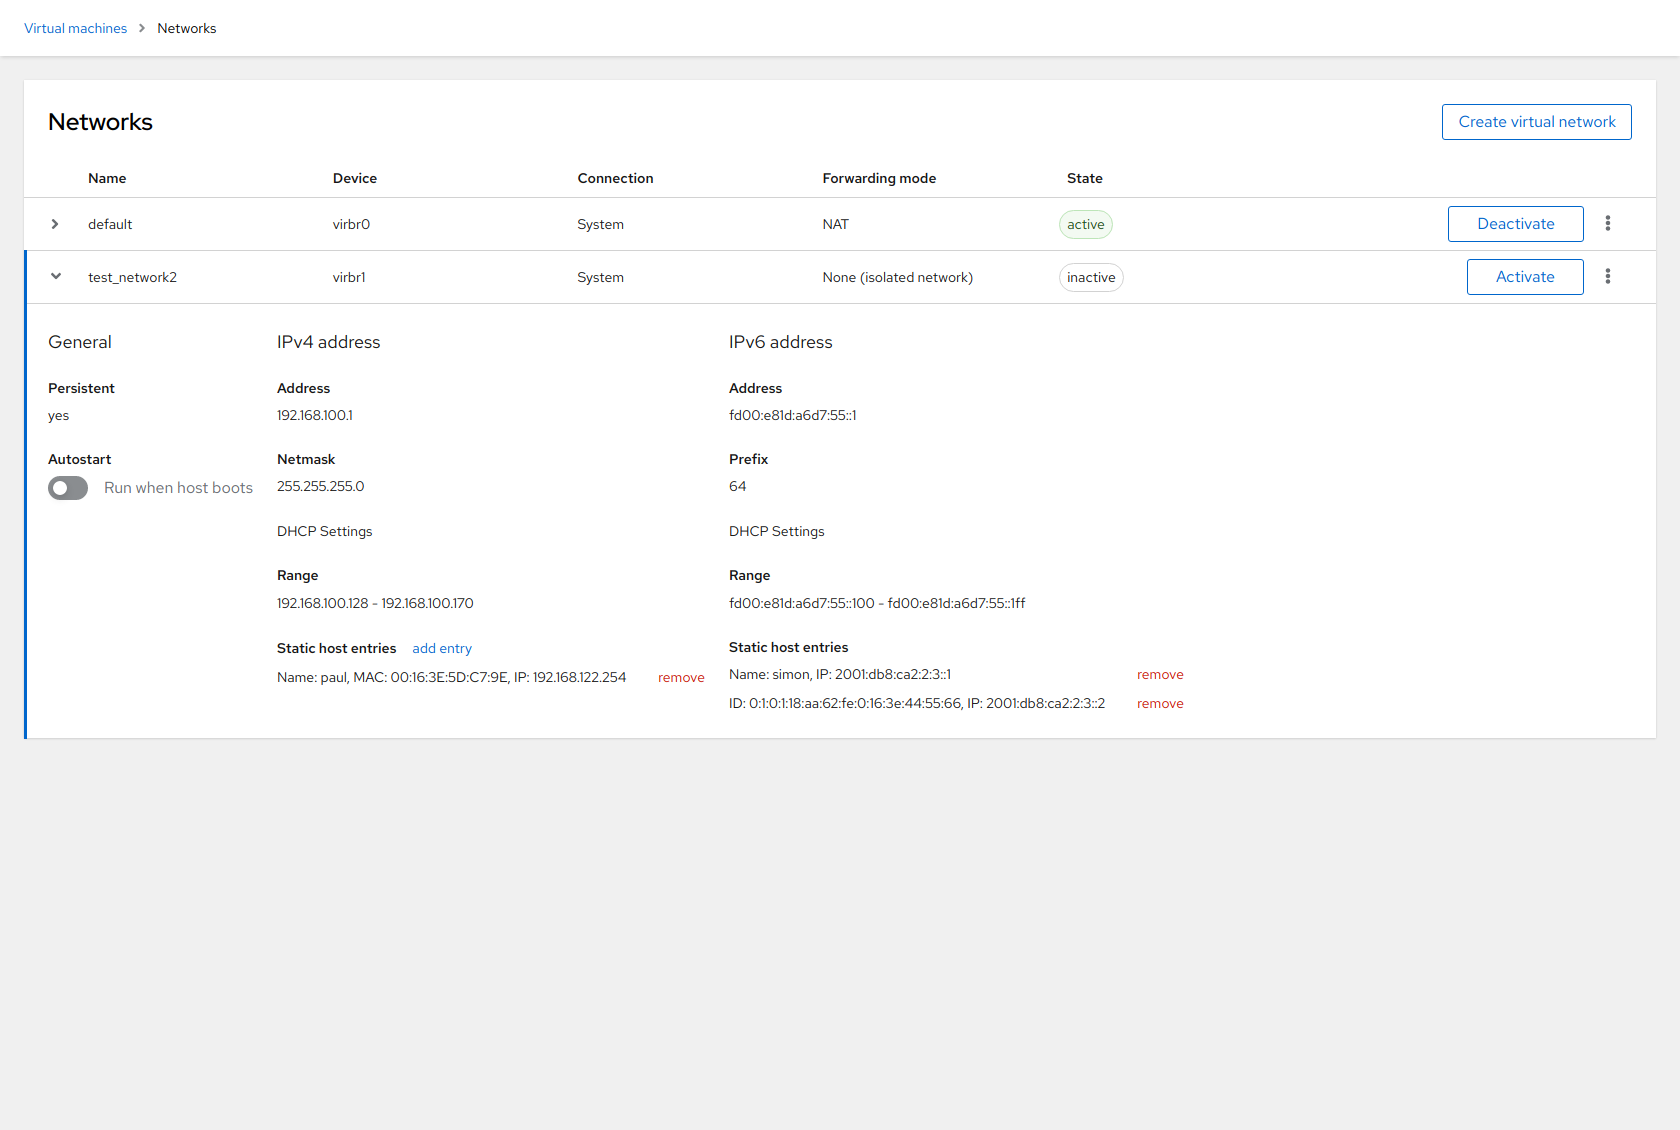 Virtual machines > Networks
Networks
Create virtual network
Name Device Connection Forwarding mode State
default virbr0 System NAT active Deactivate
test_network2 virbr1 System None (isolated network) inactive Activate
General IPv4 address IPv6 address
Persistent Address Address
yes 192.168.100.1 fd00:e81d:a6d7:55::1
Autostart Netmask Prefix
Run when host boots 255.255.255.0 64
DHCP Settings DHCP Settings
Range Range
192.168.100.128 - 192.168.100.170 fd00:e81d:a6d7:55::100 - fd00:e81d:a6d7:55::1ff
Static host entries add entry Static host entries
Name: paul, MAC: 00:16:3E:5D:C7:9E, IP: 192.168.122.254 remove Name: simon, IP: 2001:db8:ca2:2:3::1 remove
ID: 0:1:0:1:18:aa:62:fe:0:16:3e:44:55:66, IP: 2001:db8:ca2:2:3::2 remove